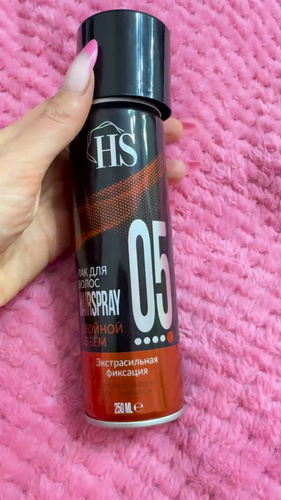 HS
ЛАК ДЛЯ
ВОЛОС
HAIRSPRAY
ДВОЙНОЙ
ОБЪЕМ
05
Экстрасильная
фиксация
250 ML ℮